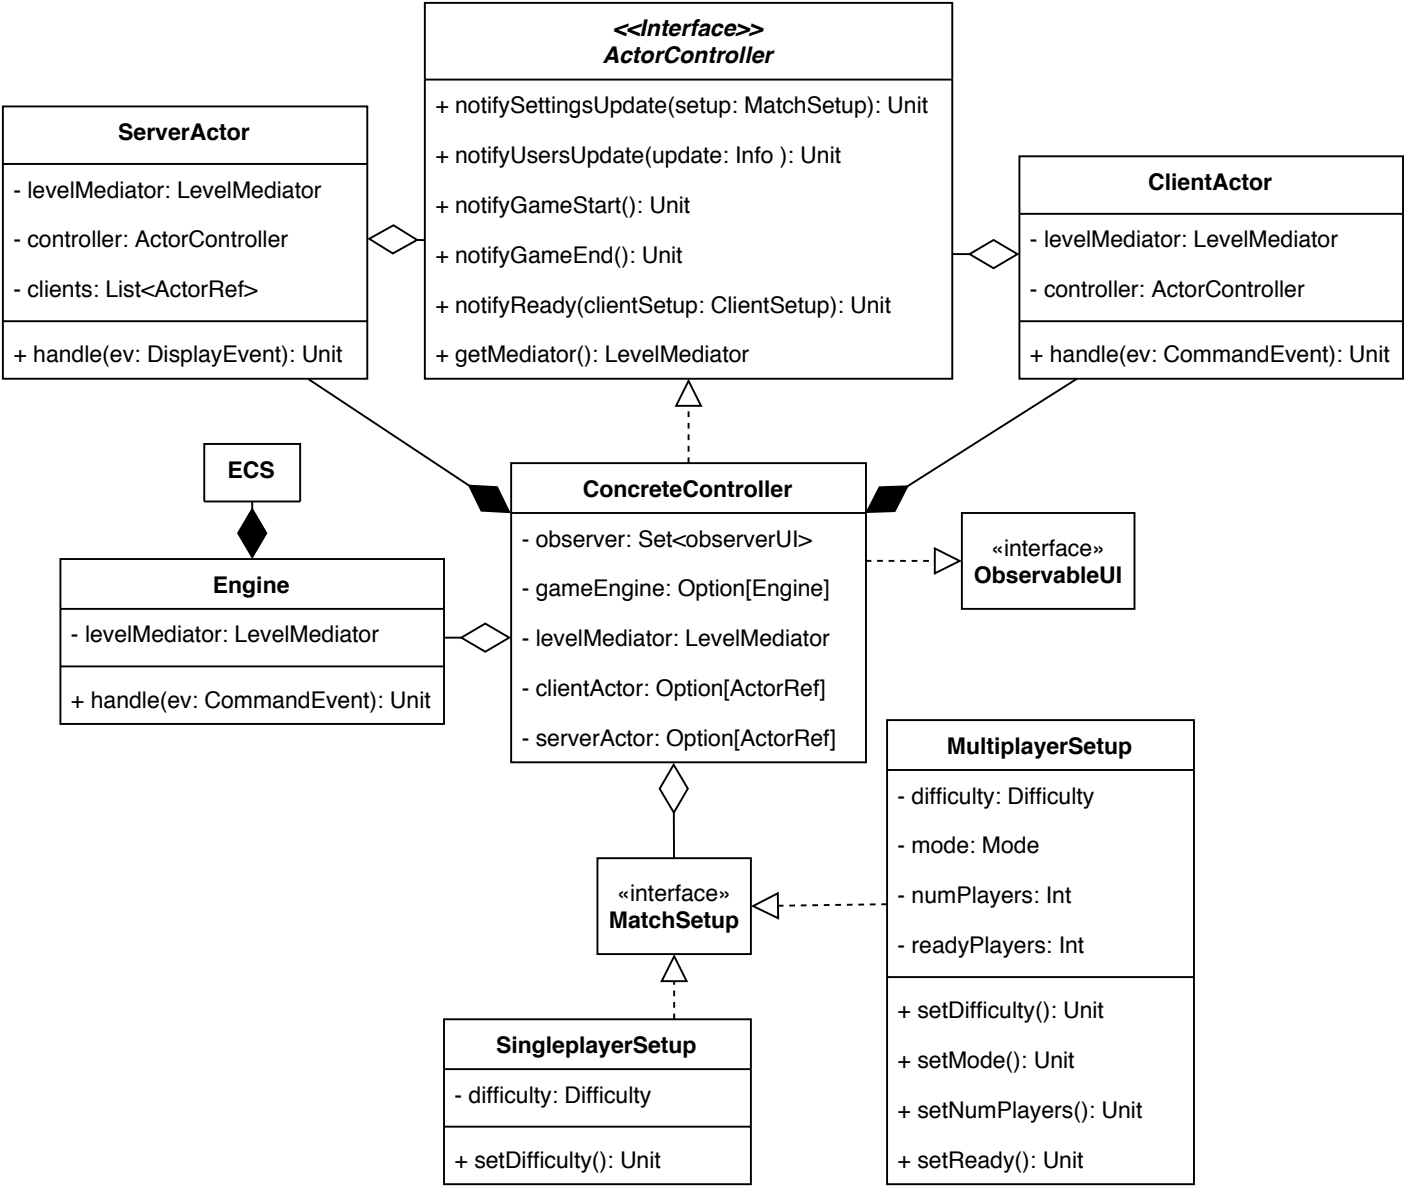 <<Interface>>
ActorController
+ notifySettingsUpdate(setup: MatchSetup): Unit
+ notifyUsersUpdate(update: Info ): Unit
+ notifyGameStart(): Unit
+ notifyGameEnd(): Unit
+ notifyReady(clientSetup: ClientSetup): Unit
+ getMediator(): LevelMediator
ServerActor
- levelMediator: LevelMediator
- controller: ActorController
- clients: List<ActorRef>
+ handle(ev: DisplayEvent): Unit
ClientActor
- levelMediator: LevelMediator
- controller: ActorController
+ handle(ev: CommandEvent): Unit
ECS
Engine
- levelMediator: LevelMediator
+ handle(ev: CommandEvent): Unit
ConcreteController
- observer: Set<observerUI>
- gameEngine: Option[Engine]
- levelMediator: LevelMediator
- clientActor: Option[ActorRef]
- serverActor: Option[ActorRef]
«interface»
ObservableUI
«interface»
MatchSetup
MultiplayerSetup
- difficulty: Difficulty
- mode: Mode
- numPlayers: Int
- readyPlayers: Int
+ setDifficulty(): Unit
+ setMode(): Unit
+ setNumPlayers(): Unit
+ setReady(): Unit
SingleplayerSetup
- difficulty: Difficulty
+ setDifficulty(): Unit